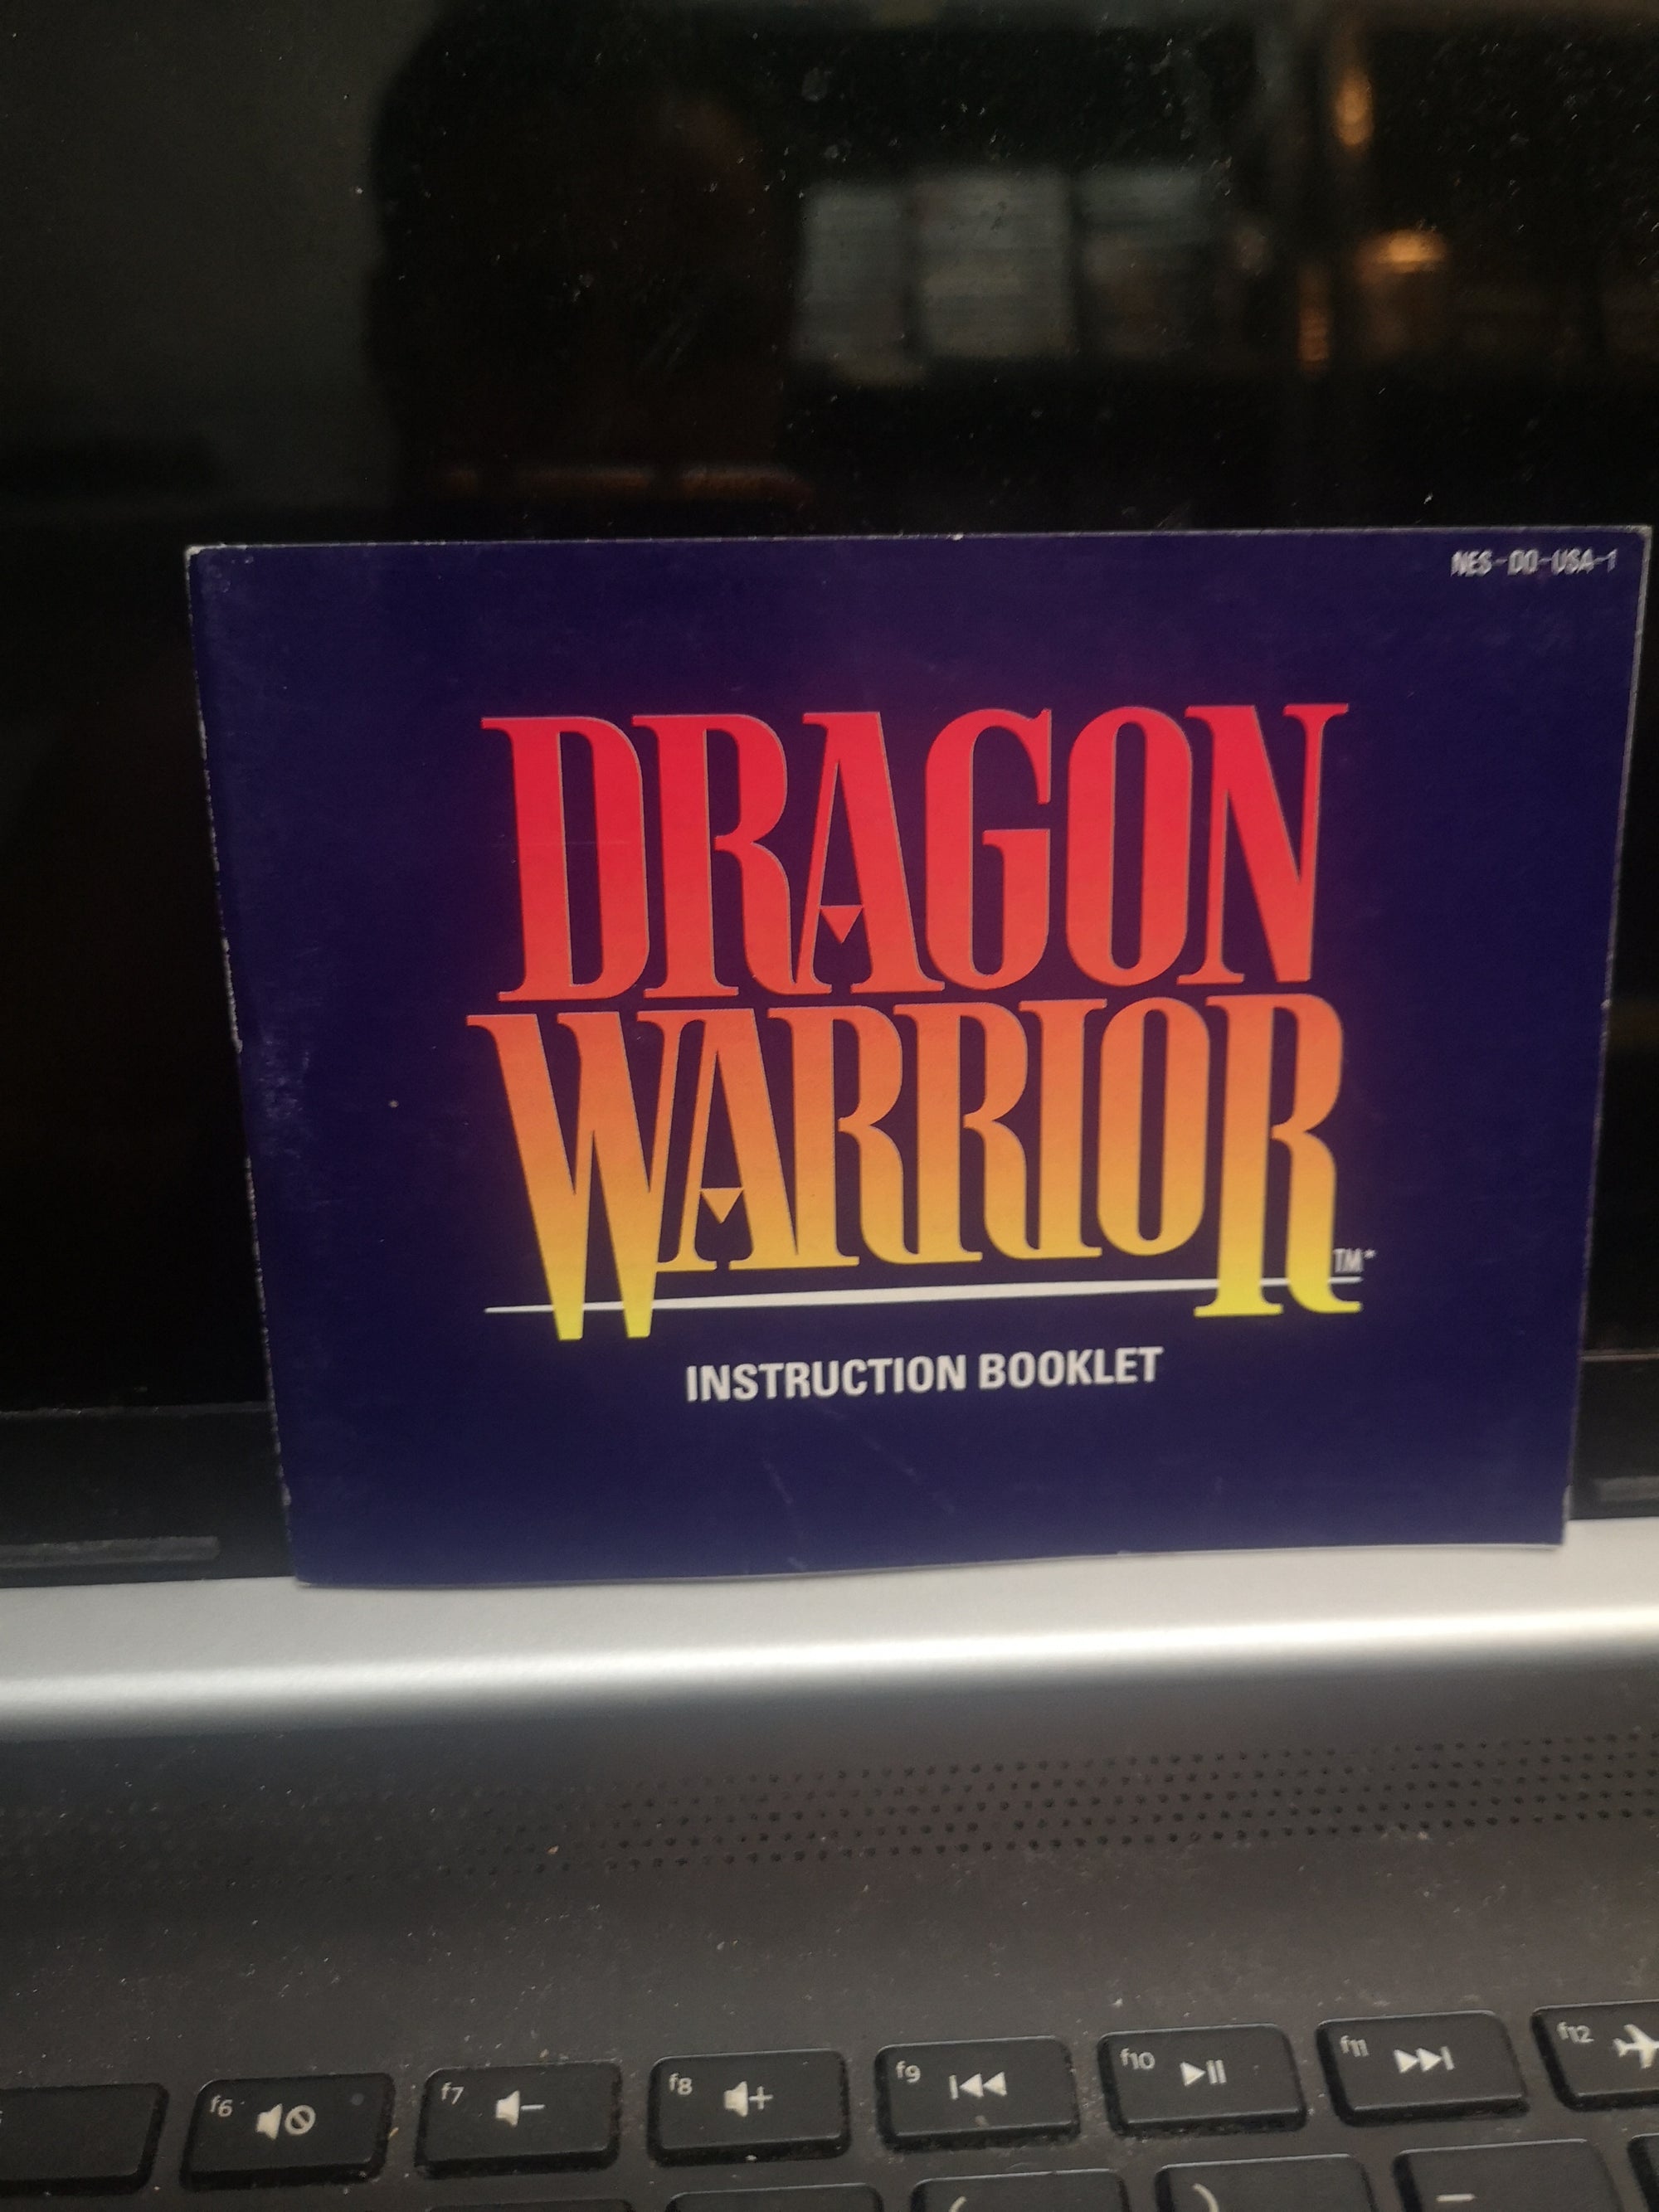 NES-DQ-USA-1
DRAGON
WARRIOR
TM*
INSTRUCTION BOOKLET
f6
f7
f8
f9
f10
f11
f12